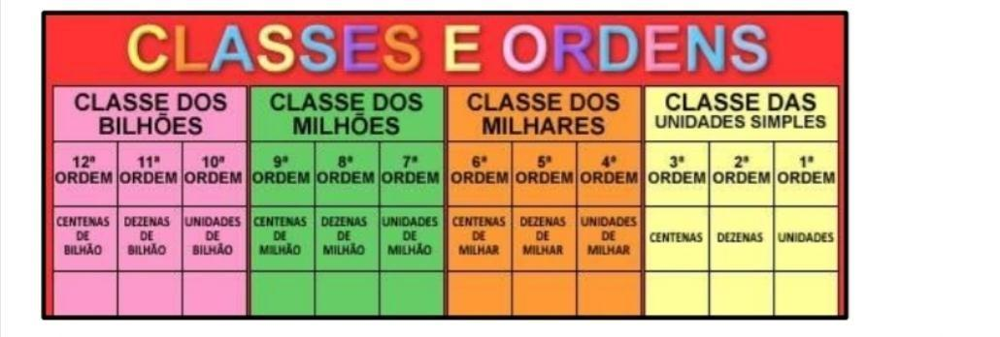 CLASSES E ORDENS
CLASSE DOS BILHÕES
CLASSE DOS MILHÕES
CLASSE DOS MILHARES
CLASSE DAS UNIDADES SIMPLES
12ª ORDEM
11ª ORDEM
10ª ORDEM
9ª ORDEM
8ª ORDEM
7ª ORDEM
6ª ORDEM
5ª ORDEM
4ª ORDEM
3ª ORDEM
2ª ORDEM
1ª ORDEM
CENTENAS DE BILHÃO
DEZENAS DE BILHÃO
UNIDADES DE BILHÃO
CENTENAS DE MILHÃO
DEZENAS DE MILHÃO
UNIDADES DE MILHÃO
CENTENAS DE MILHAR
DEZENAS DE MILHAR
UNIDADES DE MILHAR
CENTENAS
DEZENAS
UNIDADES